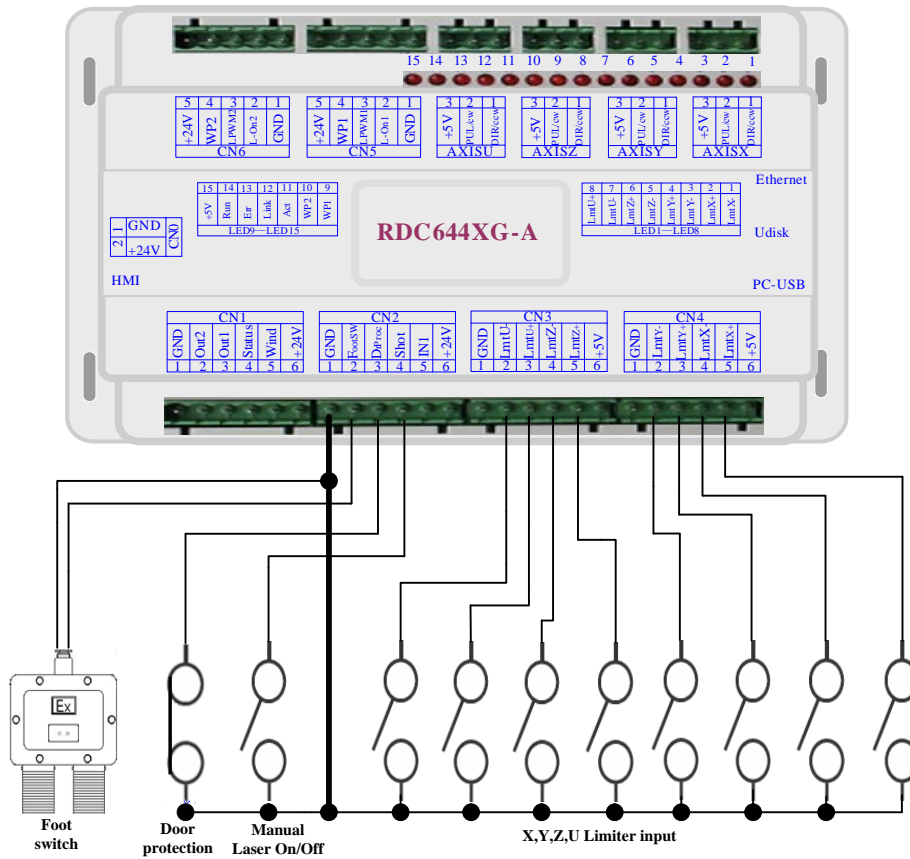 15 14 13 12 11 10 9 8 7 6 5 4 3 2 1
5 4 3 2 1
+24V WP2 LPWM2 L-On2 GND
CN6
5 4 3 2 1
+24V WP1 LPWM1 L-On1 GND
CN5
3 2 1
+5V PUL/cw DIR/ccw
AXISU
3 2 1
+5V PUL/cw DIR/ccw
AXISZ
3 2 1
+5V PUL/cw DIR/ccw
AXISY
3 2 1
+5V PUL/cw DIR/ccw
AXISX
Ethernet
15 14 13 12 11 10 9
+5V Run Err Link Act WP2 WP1
LED9—LED15
8 7 6 5 4 3 2 1
LmtU+ LmtU- LmtZ+ LmtZ- LmtY+ LmtY- LmtX+ LmtX-
LED1—LED8
Udisk
1 GND
2 +24V
CN0
RDC644XG-A
HMI
PC-USB
CN1
GND Out2 Out1 Status Wind +24V
1 2 3 4 5 6
CN2
GND FootSW DrProc Shot IN1 +24V
1 2 3 4 5 6
CN3
GND LmtU- LmtU+ LmtZ- LmtZ+ +5V
1 2 3 4 5 6
CN4
GND LmtY- LmtY+ LmtX- LmtX+ +5V
1 2 3 4 5 6
Ex
Foot
switch
Door
protection
Manual
Laser On/Off
X,Y,Z,U Limiter input